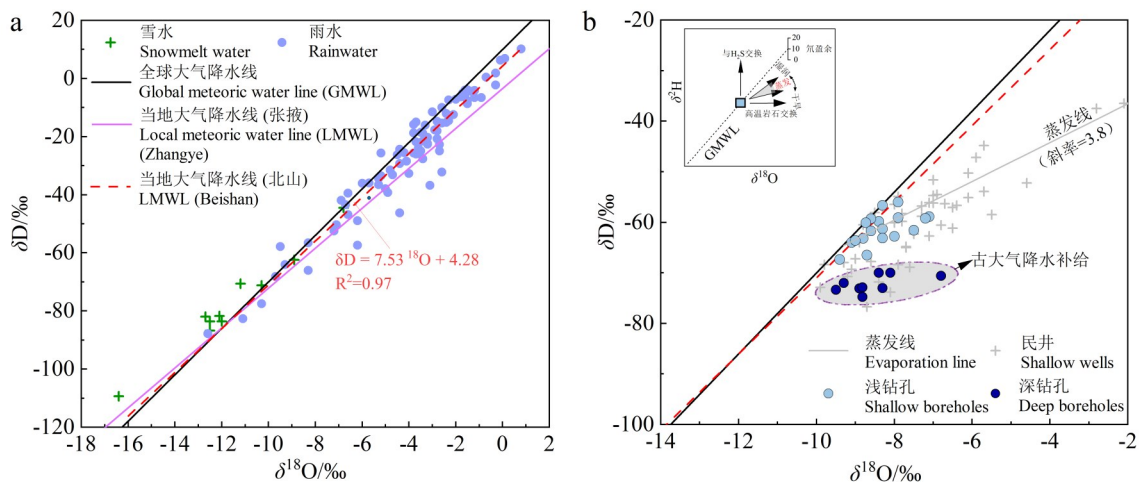 a
雪水
Snowmelt water
雨水
Rainwater
全球大气降水线
Global meteoric water line (GMWL)
当地大气降水线 (张掖)
Local meteoric water line (LMWL)
(Zhangye)
当地大气降水线 (北山)
LMWL (Beishan)
δD = 7.53 ¹⁸O + 4.28
R²=0.97
20
0
-20
-40
-60
-80
-100
-120
δD/‰
-16
-14
-12
-10
-8
-6
-4
-2
0
2
δ¹⁸O/‰
b
与H₂S交换
20
10
0
氘盈余
湿润
蒸发
干旱
高温岩石交换
GMWL
δ²H
δ¹⁸O
蒸发线
(斜率=3.8)
古大气降水补给
蒸发线
Evaporation line
民井
Shallow wells
浅钻孔
Shallow boreholes
深钻孔
Deep boreholes
-20
-40
-60
-80
-100
δD/‰
-14
-12
-10
-8
-6
-4
-2
δ¹⁸O/‰